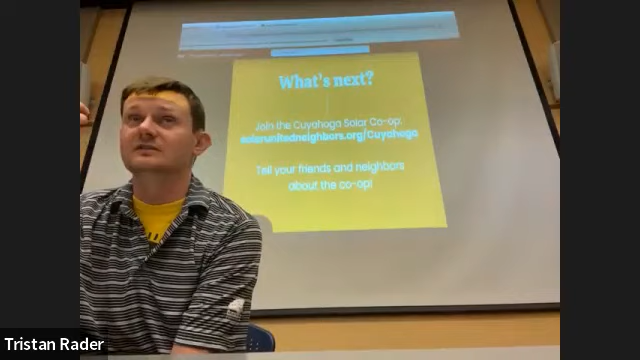 What's next?
Join the Cuyahoga Solar Co-op:
solarunitedneighbors.org/Cuyahoga
Tell your friends and neighbors
about the co-op!
Tristan Rader